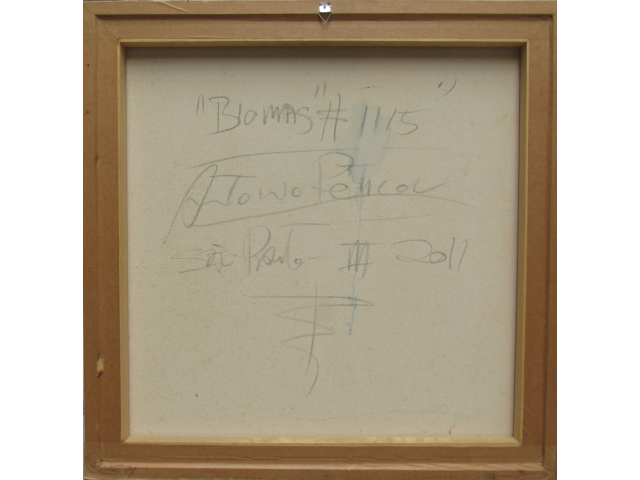 "BIOMAS" # 1115"
Antonio Peticov
São Paulo - III 2011